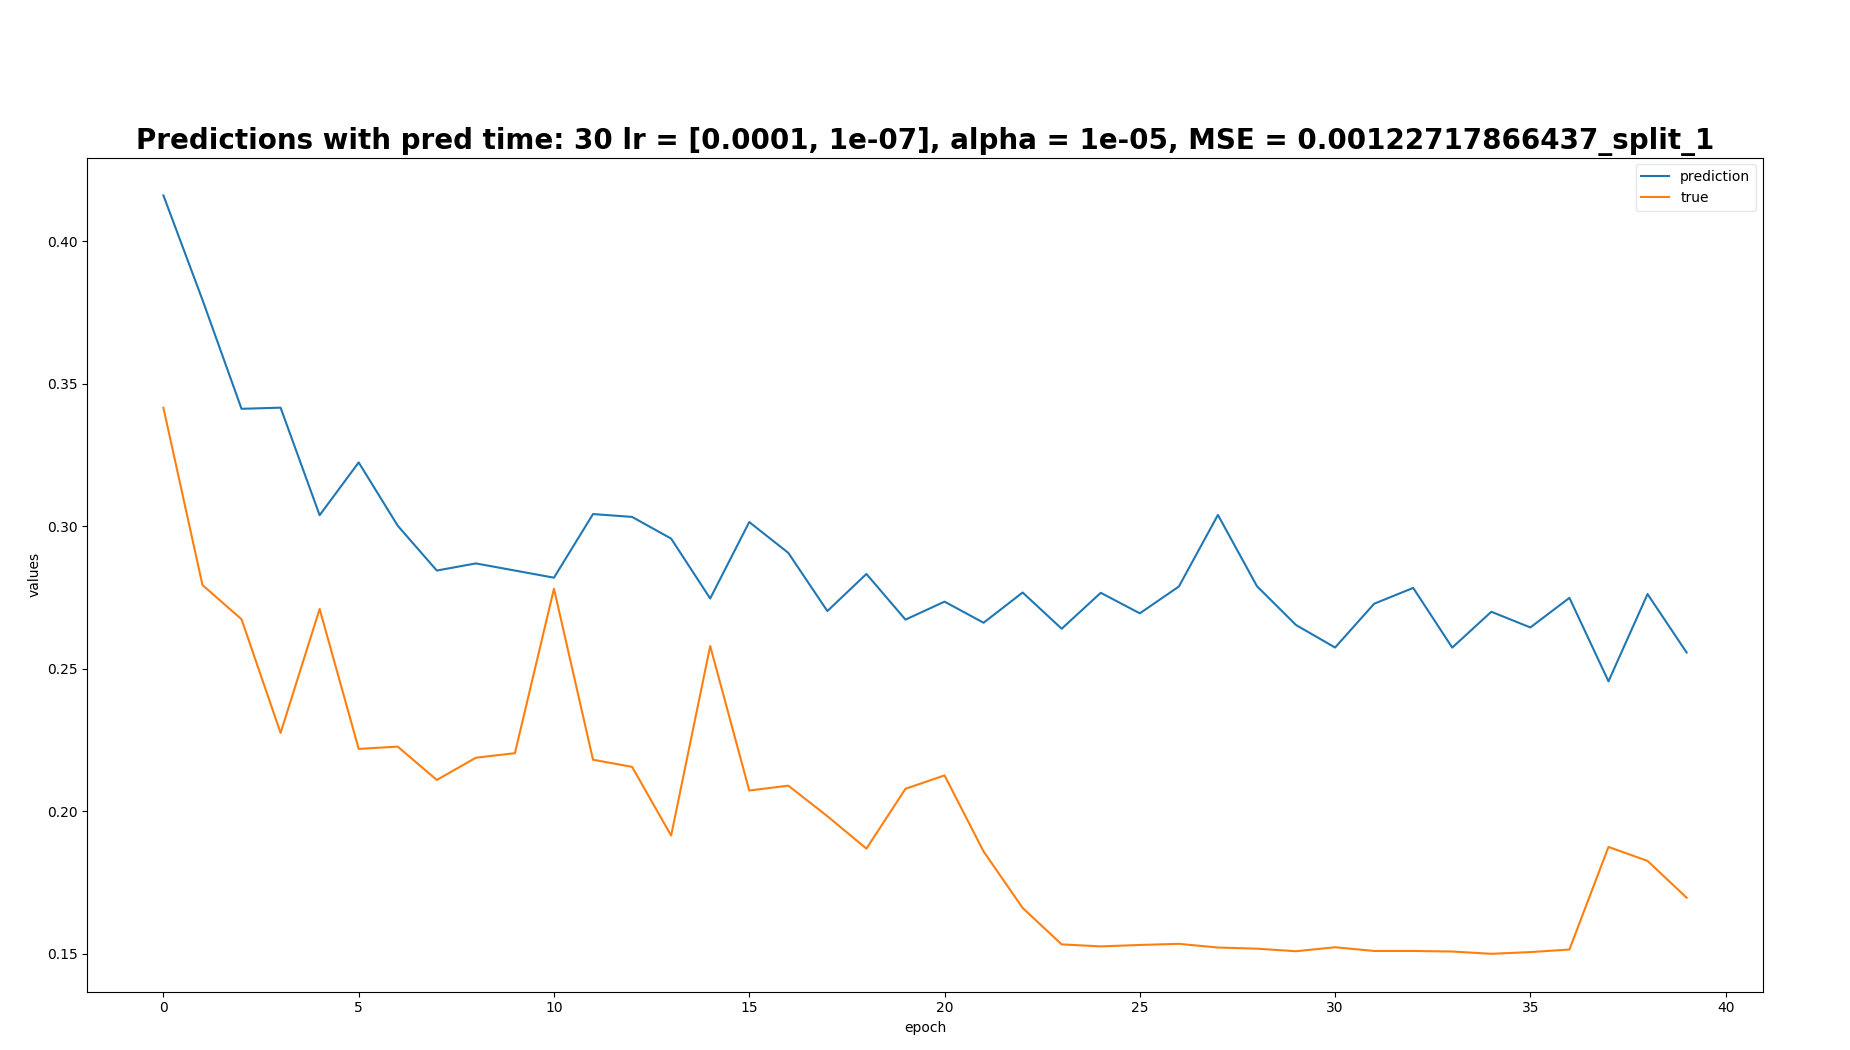 Predictions with pred time: 30 lr = [0.0001, 1e-07], alpha = 1e-05, MSE = 0.00122717866437_split_1
prediction
true
0.40
0.35
0.30
0.25
0.20
0.15
values
0 5 10 15 20 25 30 35 40
epoch